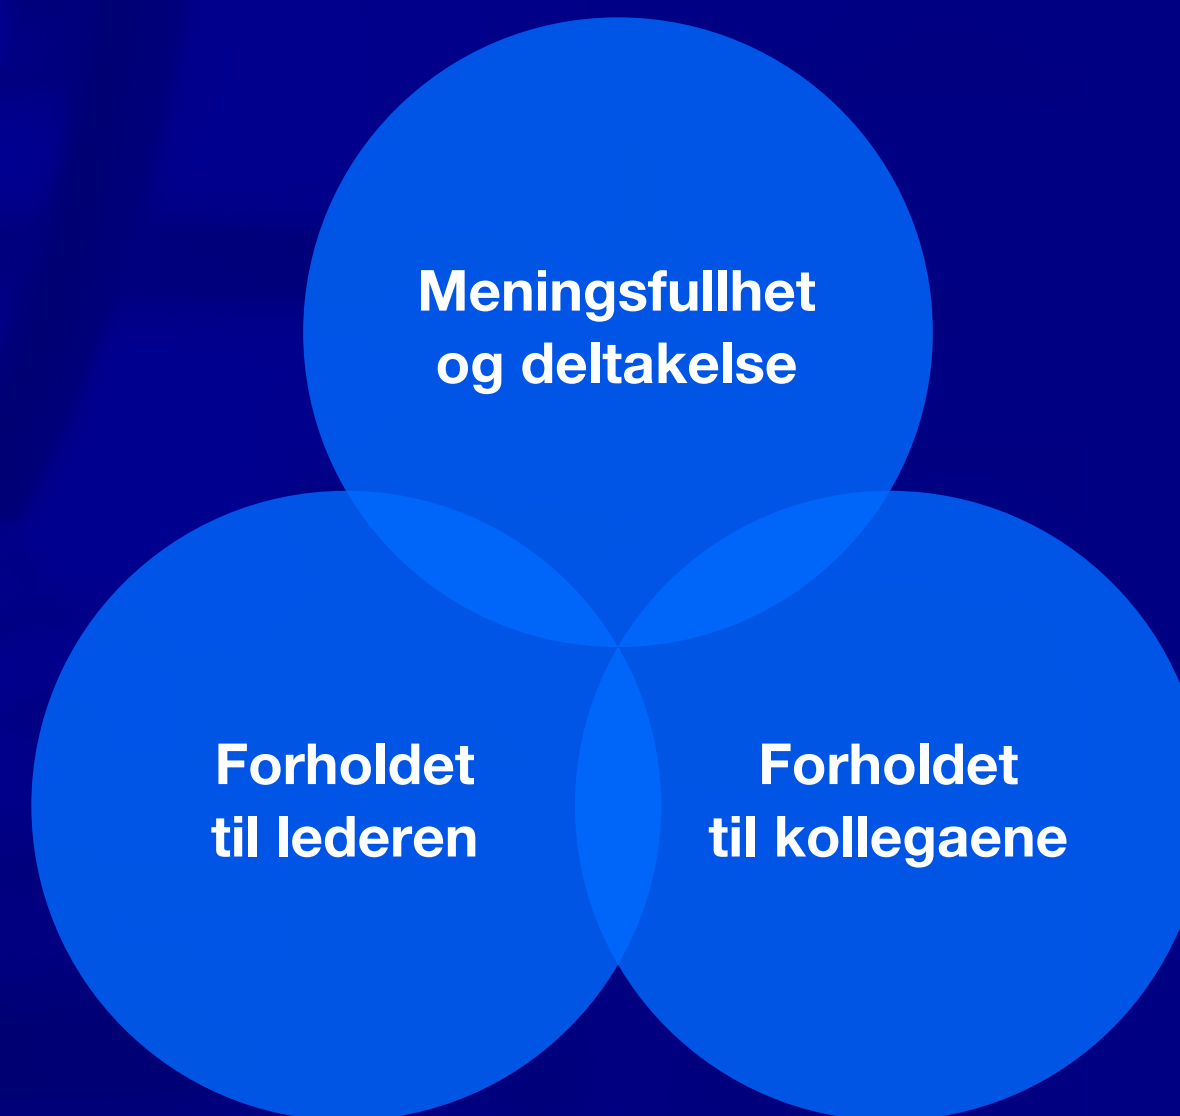 Meningsfullhet
og deltakelse
Forholdet
til lederen
Forholdet
til kollegaene